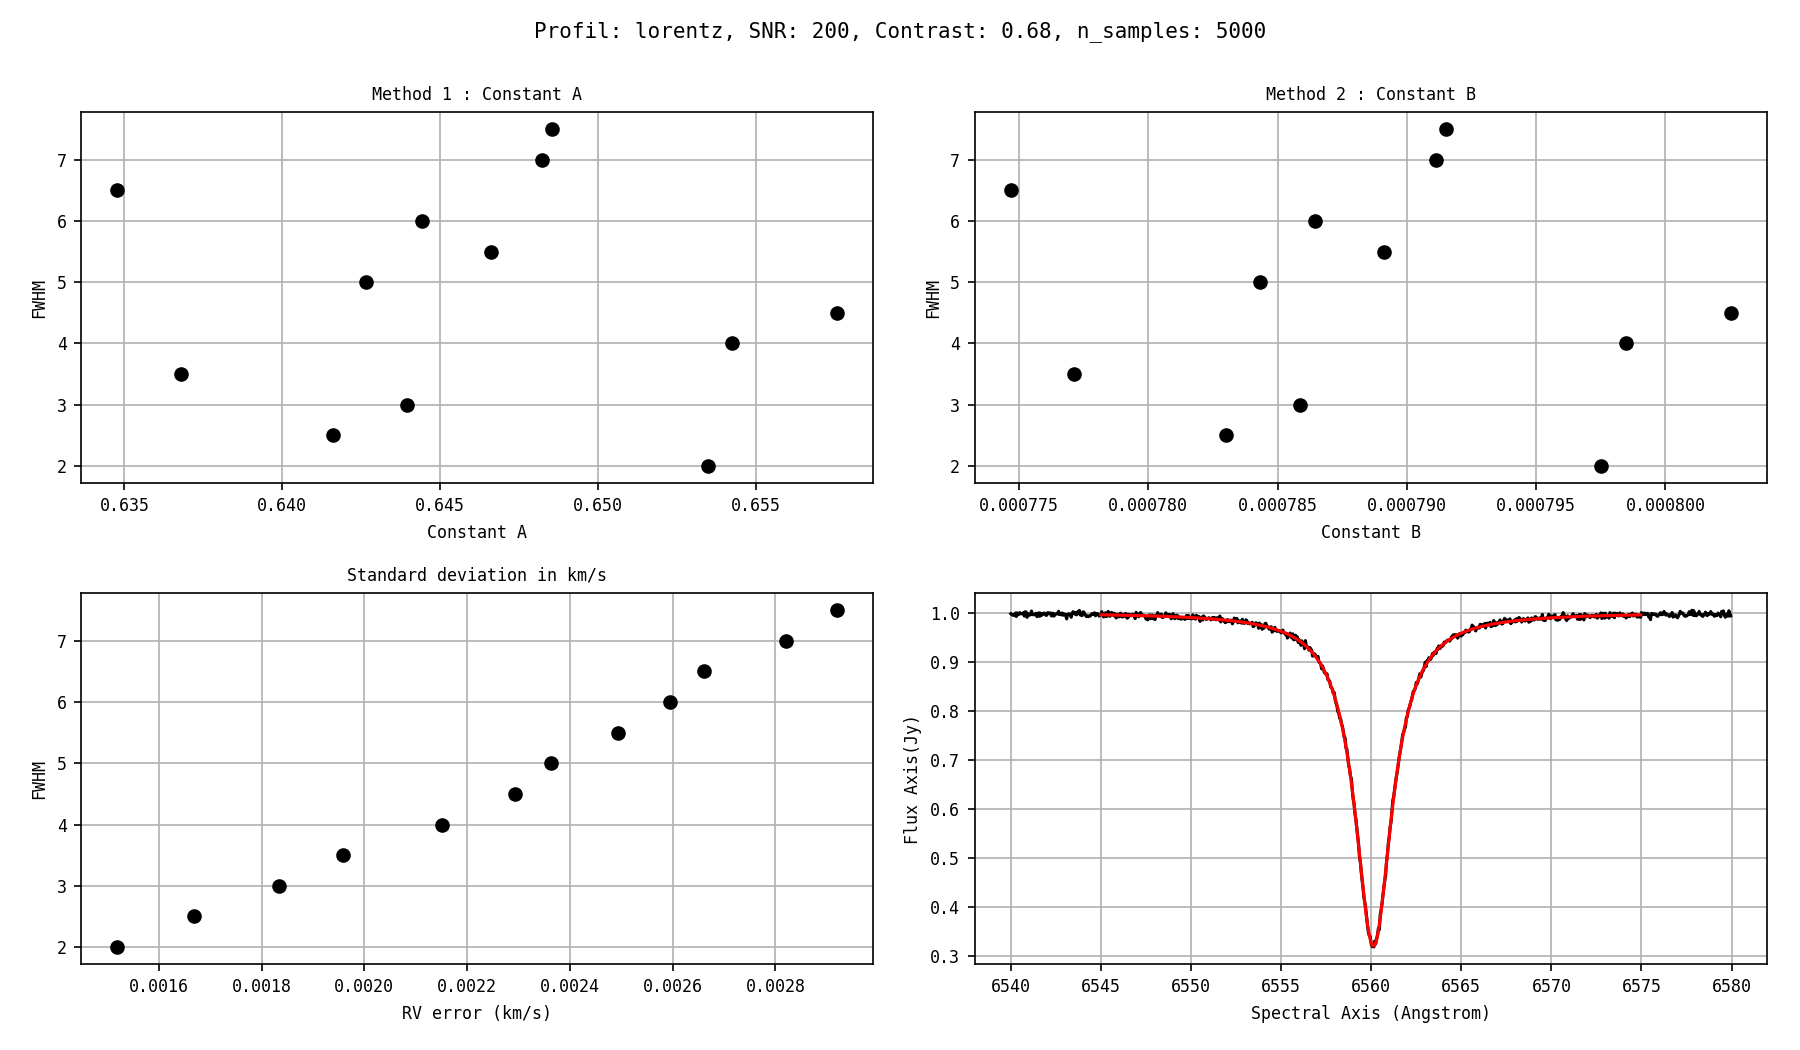 Profil: lorentz, SNR: 200, Contrast: 0.68, n_samples: 5000
Method 1 : Constant A
7
6
5
4
3
2
FWHM
0.635 0.640 0.645 0.650 0.655
Constant A
Method 2 : Constant B
7
6
5
4
3
2
FWHM
0.000775 0.000780 0.000785 0.000790 0.000795 0.000800
Constant B
Standard deviation in km/s
7
6
5
4
3
2
FWHM
0.0016 0.0018 0.0020 0.0022 0.0024 0.0026 0.0028
RV error (km/s)
1.0
0.9
0.8
0.7
0.6
0.5
0.4
0.3
Flux Axis(Jy)
6540 6545 6550 6555 6560 6565 6570 6575 6580
Spectral Axis (Angstrom)